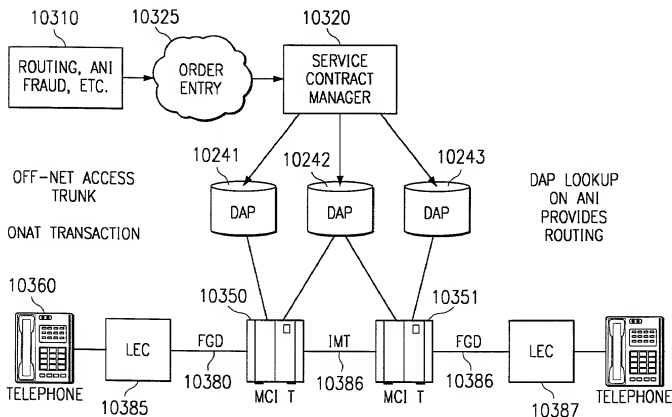 10310
10325
10320
ROUTING, ANI
FRAUD, ETC.
ORDER
ENTRY
SERVICE
CONTRACT
MANAGER
10241
10242
10243
OFF-NET ACCESS
TRUNK
ONAT TRANSACTION
DAP
DAP
DAP
DAP LOOKUP
ON ANI
PROVIDES
ROUTING
10360
10350
10351
LEC
FGD
IMT
FGD
LEC
TELEPHONE
10385
10380
MCI T
10386
MCI T
10386
10387
TELEPHONE